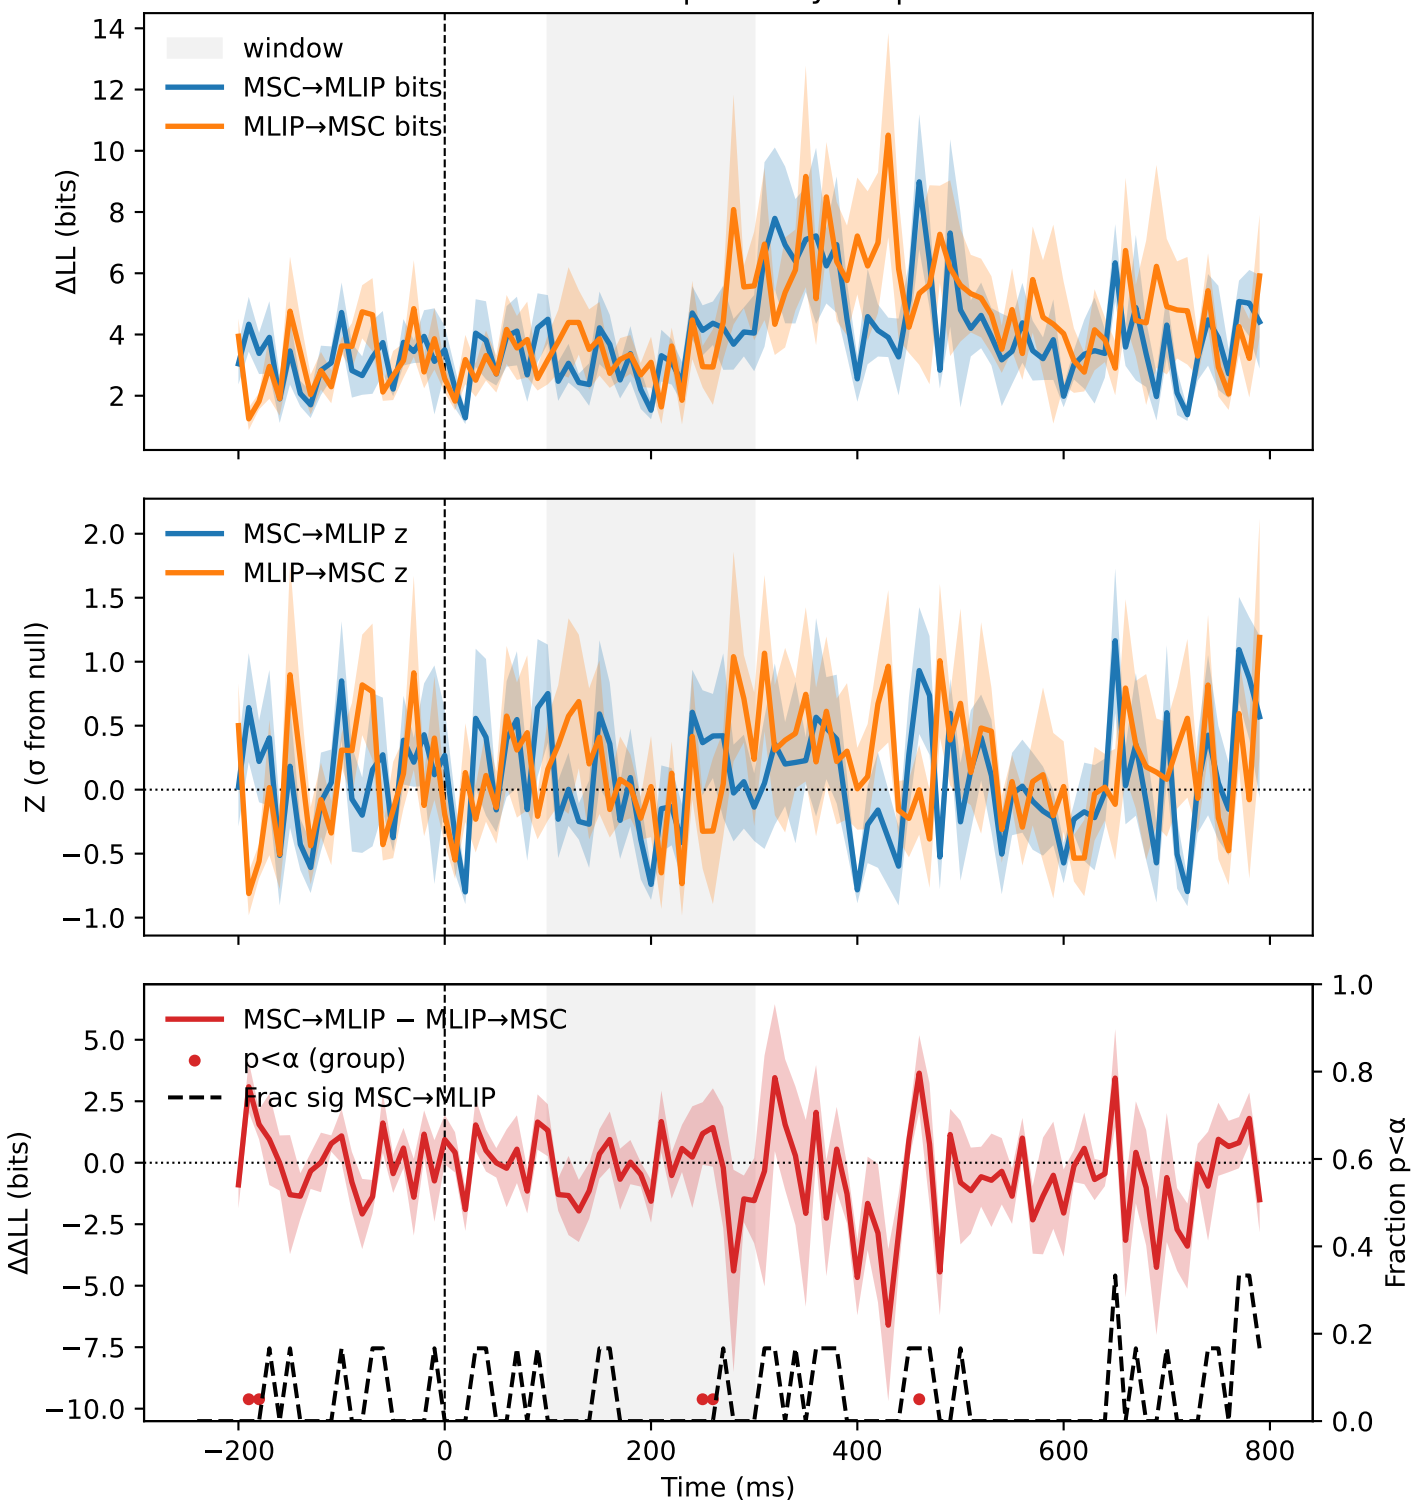 14
12
10
8
6
4
2
ΔLL (bits)
window
MSC→MLIP bits
MLIP→MSC bits
2.0
1.5
1.0
0.5
0.0
−0.5
−1.0
Z (σ from null)
MSC→MLIP z
MLIP→MSC z
5.0
2.5
0.0
−2.5
−5.0
−7.5
−10.0
ΔΔLL (bits)
MSC→MLIP − MLIP→MSC
p<α (group)
Frac sig MSC→MLIP
1.0
0.8
0.6
0.4
0.2
0.0
Fraction p<α
−200 0 200 400 600 800
Time (ms)